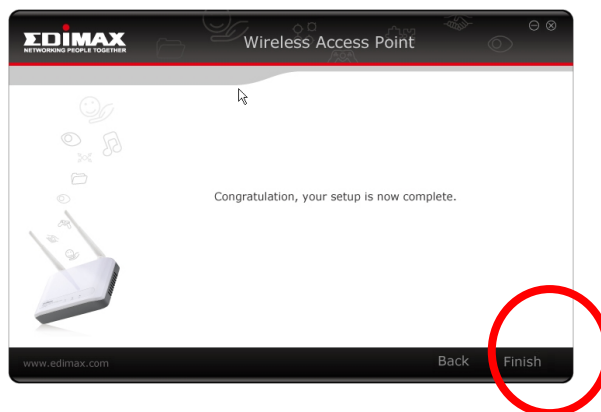 EDIMAX
NETWORKING PEOPLE TOGETHER
Wireless Access Point
Congratulation, your setup is now complete.
www.edimax.com
Back
Finish